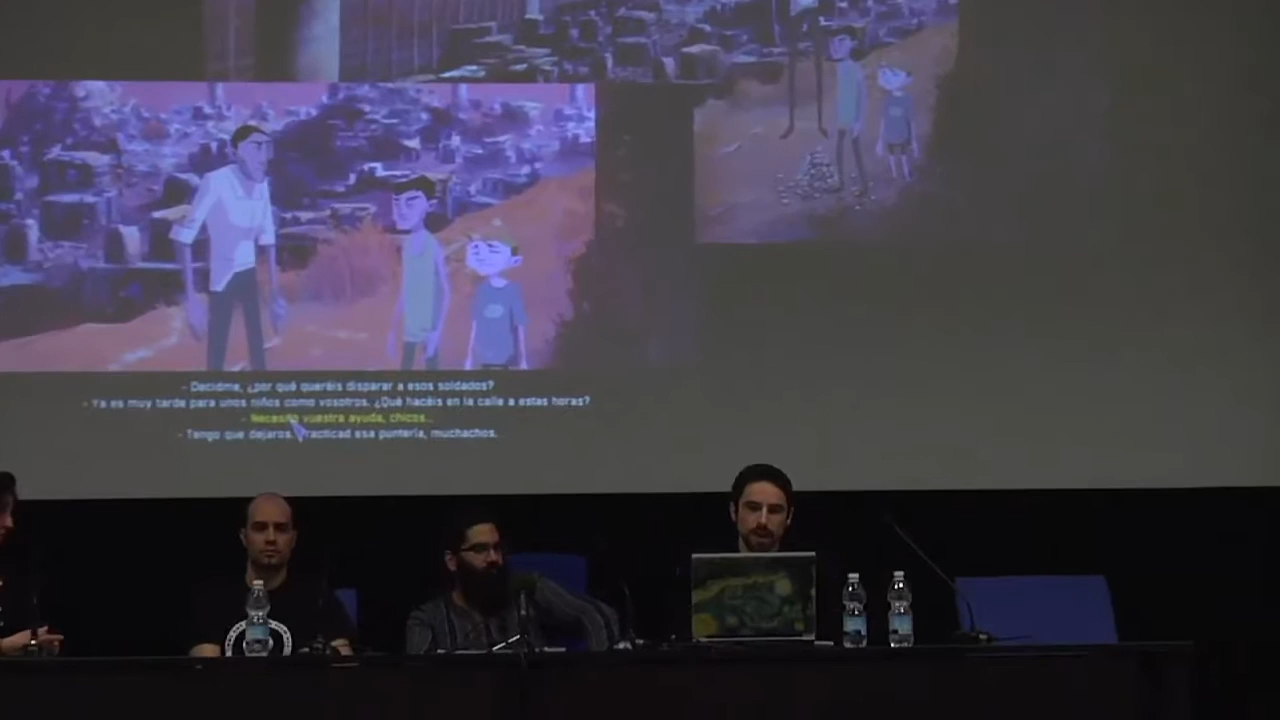 - Decidme, ¿por qué queréis disparar a esos soldados?
- Ya es muy tarde para unos niños como vosotros. ¿Qué hacéis en la calle a estas horas?
- Necesito vuestra ayuda, chicos...
- Tengo que dejaros. Practicad esa puntería, muchachos.